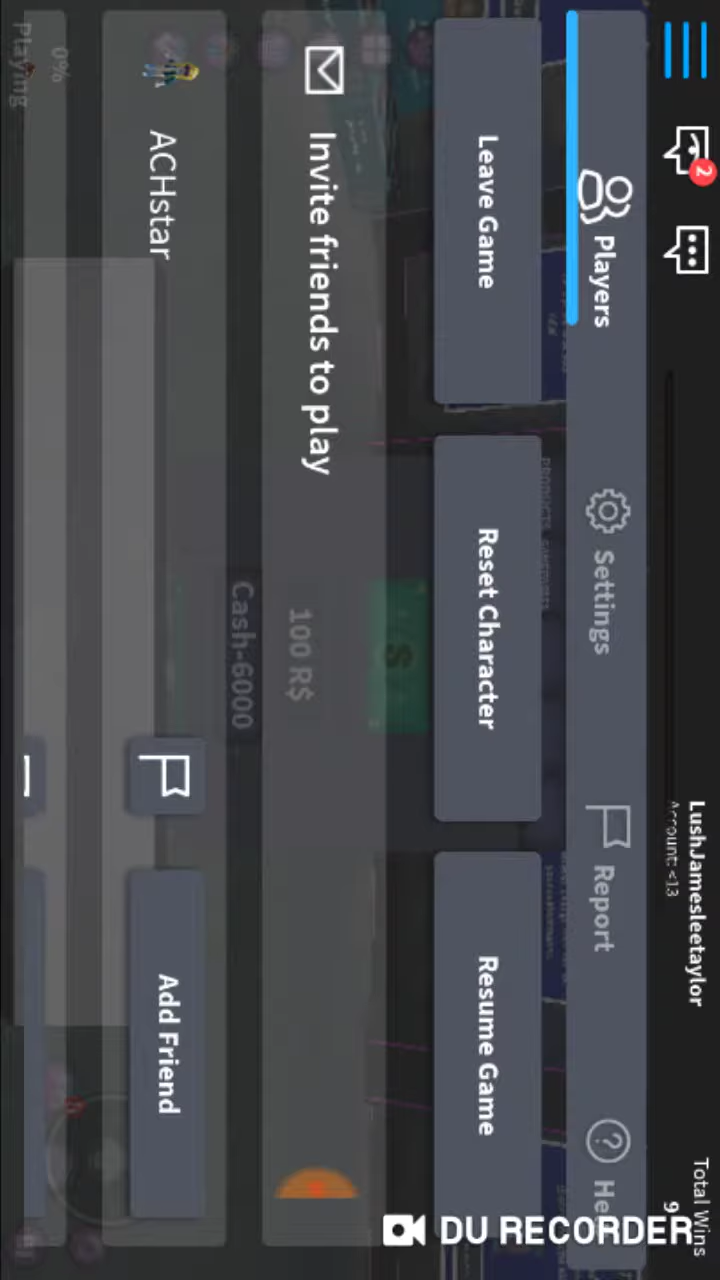 2
LushJamesleetaylor
Account: <13
Total Wins
9
Players
Settings
Report
He
Leave Game
Reset Character
Resume Game
Invite friends to play
100 R$
Cash-6000
ACHstar
Add Friend
0%
Playing
DU RECORDER